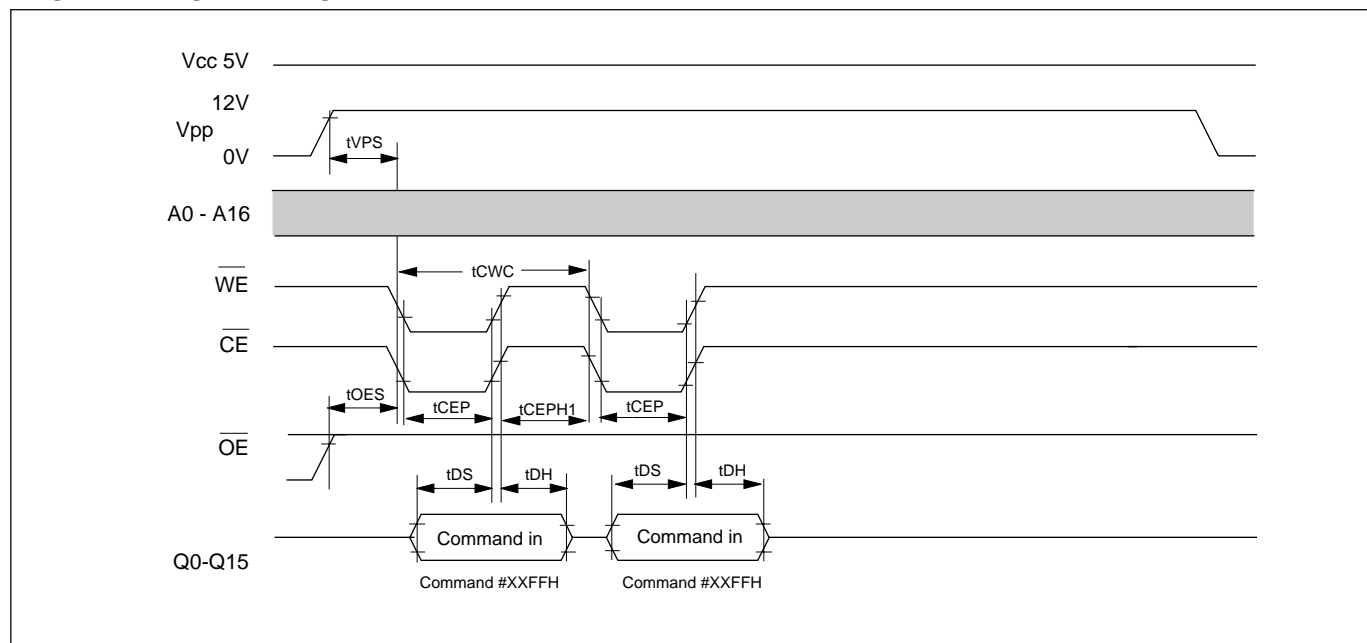 Vcc 5V
12V
Vpp
0V
tVPS
A0 - A16
tCWC
WE
CE
tOES
tCEP
tCEPH1
tCEP
OE
tDS
tDH
tDS
tDH
Command in
Command in
Q0-Q15
Command #XXFFH
Command #XXFFH